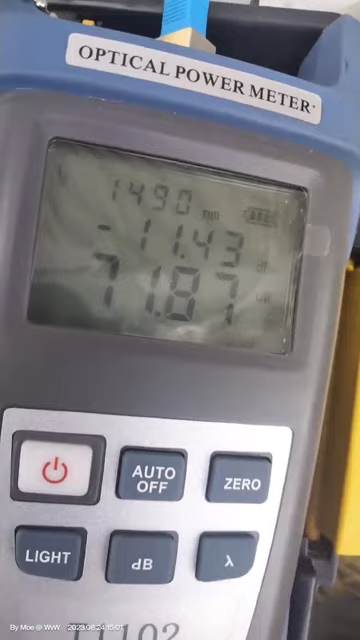 OPTICAL POWER METER
1490 nm
-11.43
71.87
AUTO OFF
ZERO
LIGHT
dB
λ
By Moe @ WvW 2023.08.24 15:01